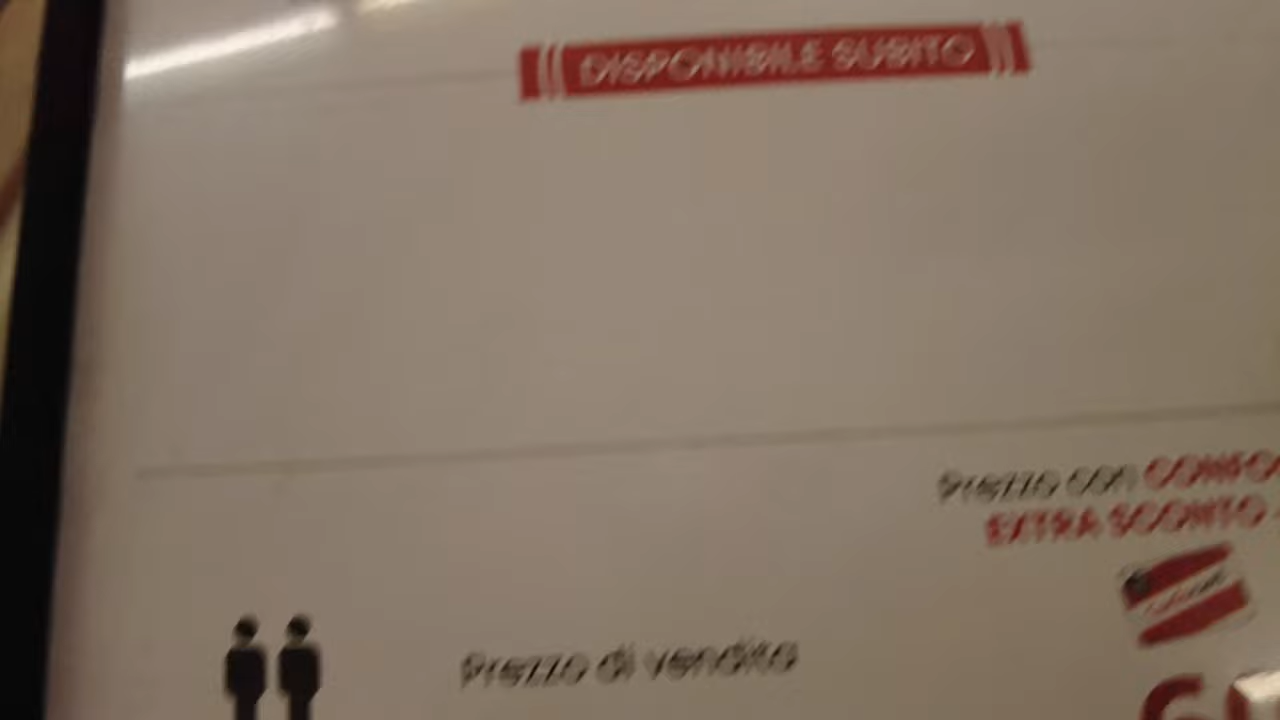 DISPONIBILE SUBITO
Prezzo con
EXTRA SCONTO
Prezzo di vendita